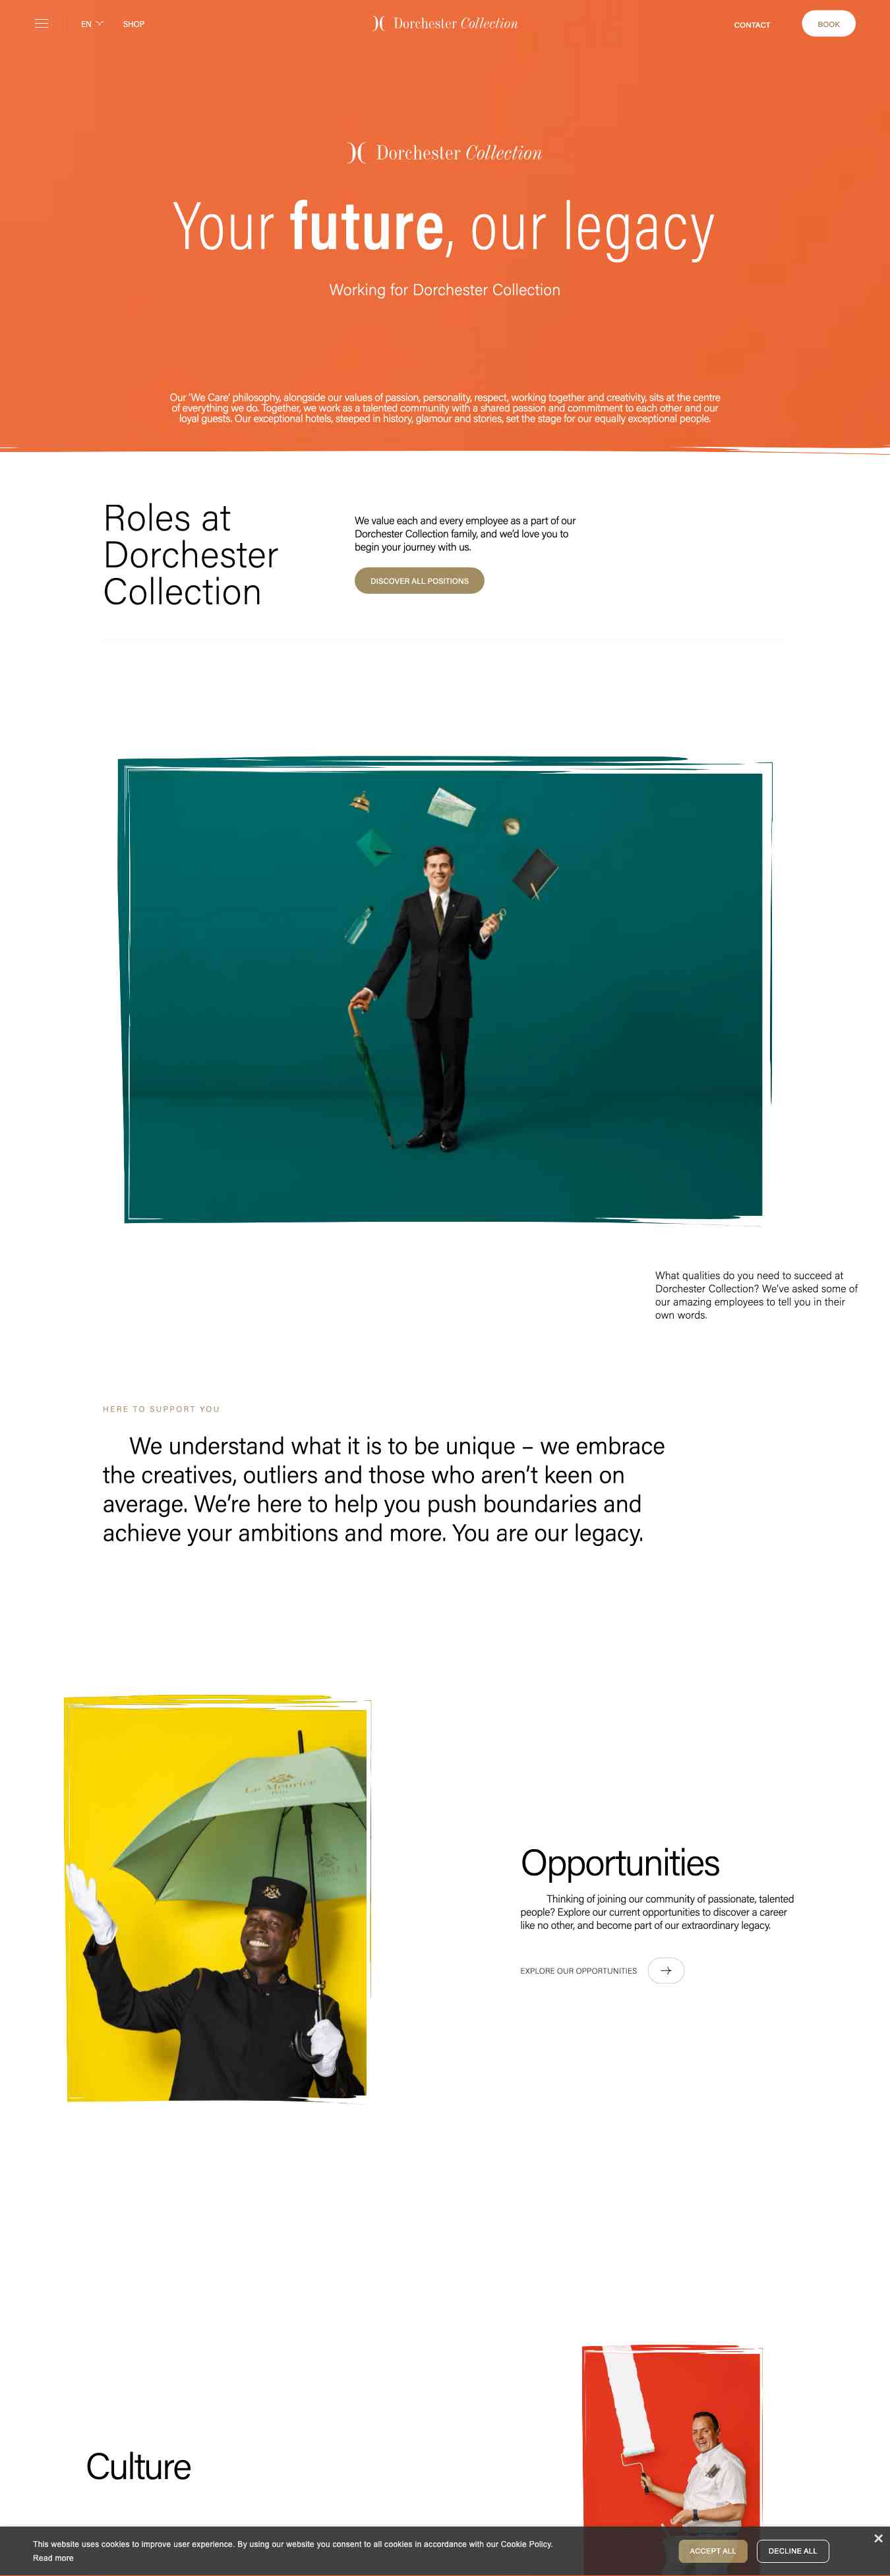 EN
SHOP
Dorchester Collection
CONTACT
BOOK
Dorchester Collection
Your future, our legacy
Working for Dorchester Collection
Our ‘We Care’ philosophy, alongside our values of passion, personality, respect, working together and creativity, sits at the centre
of everything we do. Together, we work as a talented community with a shared passion and commitment to each other and our
loyal guests. Our exceptional hotels, steeped in history, glamour and stories, set the stage for our equally exceptional people.
Roles at
Dorchester
Collection
We value each and every employee as a part of our
Dorchester Collection family, and we’d love you to
begin your journey with us.
DISCOVER ALL POSITIONS
What qualities do you need to succeed at
Dorchester Collection? We’ve asked some of
our amazing employees to tell you in their
own words.
HERE TO SUPPORT YOU
We understand what it is to be unique – we embrace
the creatives, outliers and those who aren’t keen on
average. We’re here to help you push boundaries and
achieve your ambitions and more. You are our legacy.
Le Meurice
Opportunities
Thinking of joining our community of passionate, talented
people? Explore our current opportunities to discover a career
like no other, and become part of our extraordinary legacy.
EXPLORE OUR OPPORTUNITIES
Culture
This website uses cookies to improve user experience. By using our website you consent to all cookies in accordance with our Cookie Policy.
Read more
ACCEPT ALL
DECLINE ALL